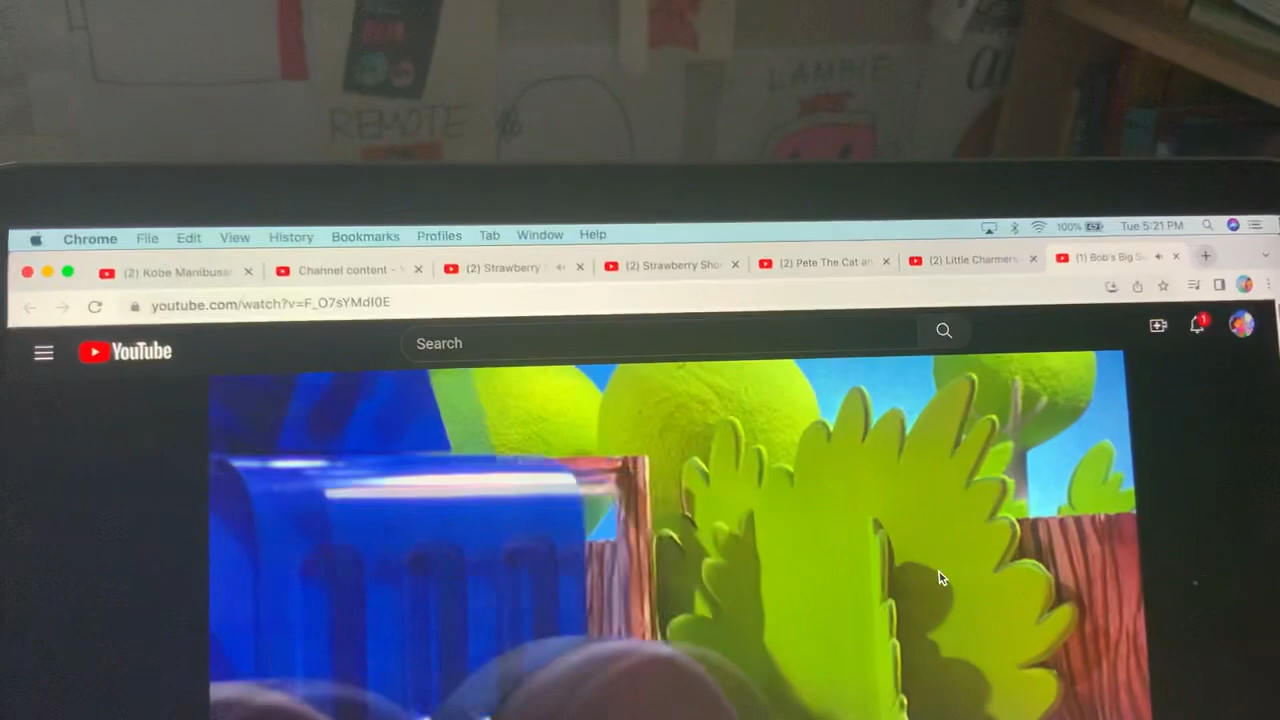 REMOTE
LAMBIE
Chrome File Edit View History Bookmarks Profiles Tab Window Help 100% Tue 5:21 PM
(2) Kobe Manibusa Channel content - (2) Strawberry (2) Strawberry Sho (2) Pete The Cat an (2) Little Charmers (1) Bob's Big S
youtube.com/watch?v=F_O7sYMdI0E
YouTube Search 1